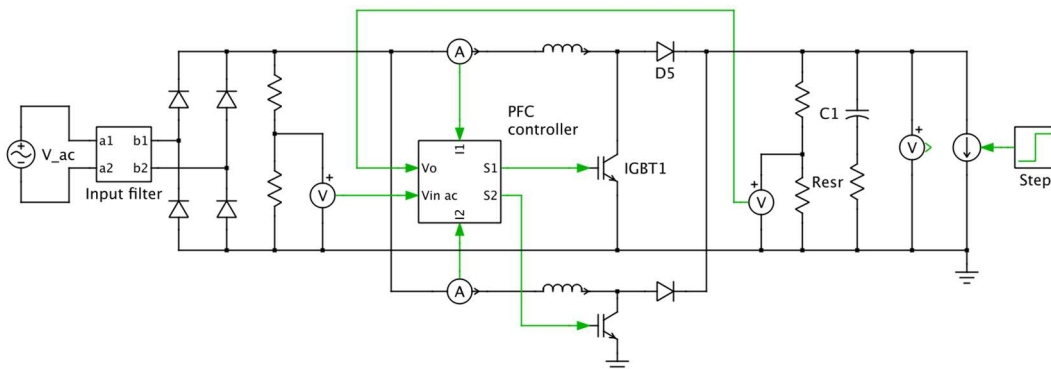 A
D5
C1
PFC
controller
V_ac
a1 b1
a2 b2
Input filter
I1
Vo S1
Vin ac S2
I2
IGBT1
V
V
Resr
V
Step
A